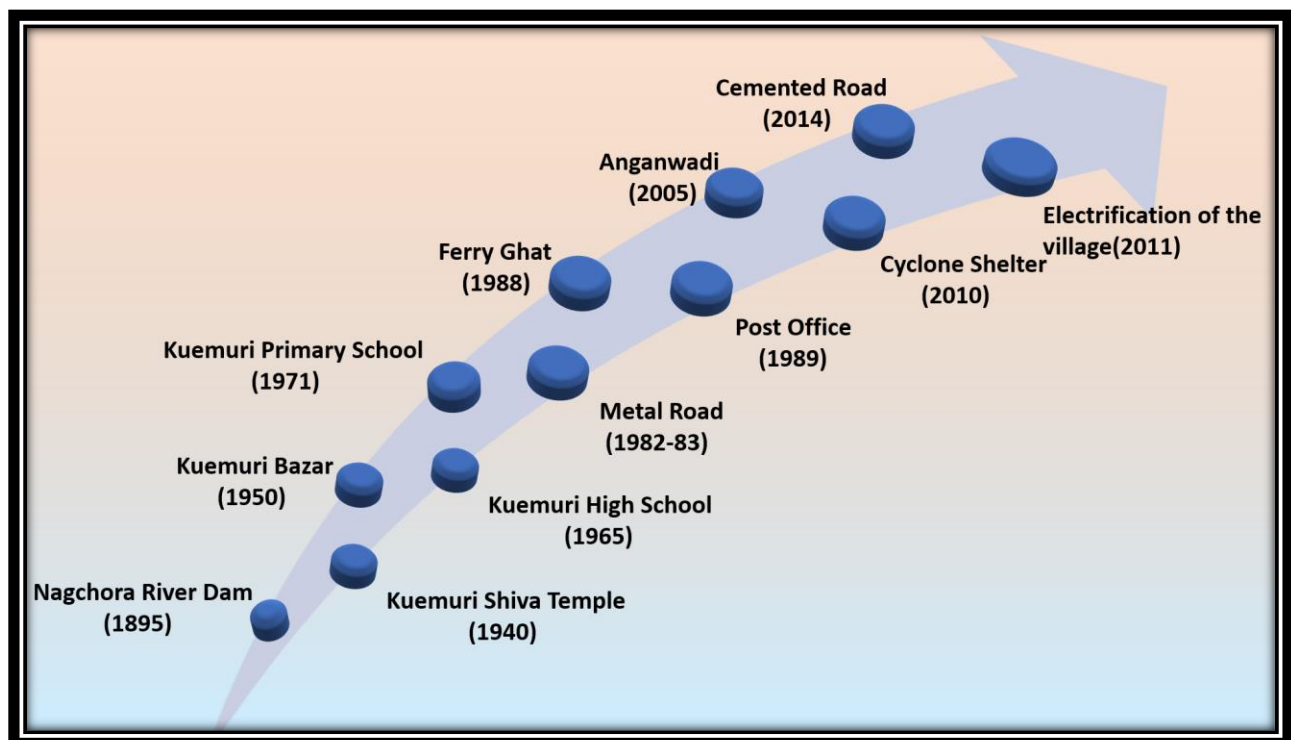 Cemented Road
(2014)
Anganwadi
(2005)
Electrification of the
village(2011)
Ferry Ghat
(1988)
Cyclone Shelter
(2010)
Post Office
(1989)
Kuemuri Primary School
(1971)
Metal Road
(1982-83)
Kuemuri Bazar
(1950)
Kuemuri High School
(1965)
Nagchora River Dam
(1895)
Kuemuri Shiva Temple
(1940)